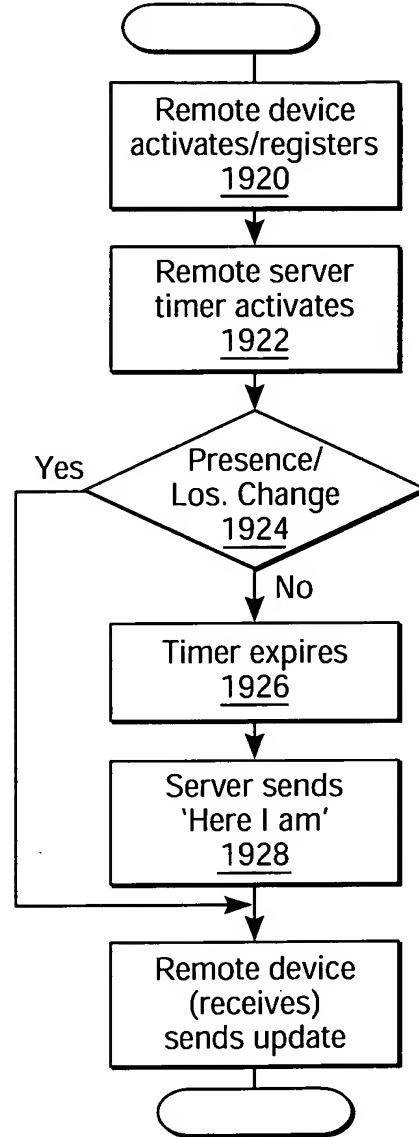 Remote device
activates/registers
1920
Remote server
timer activates
1922
Yes
Presence/
Los. Change
1924
No
Timer expires
1926
Server sends
‘Here I am’
1928
Remote device
(receives)
sends update